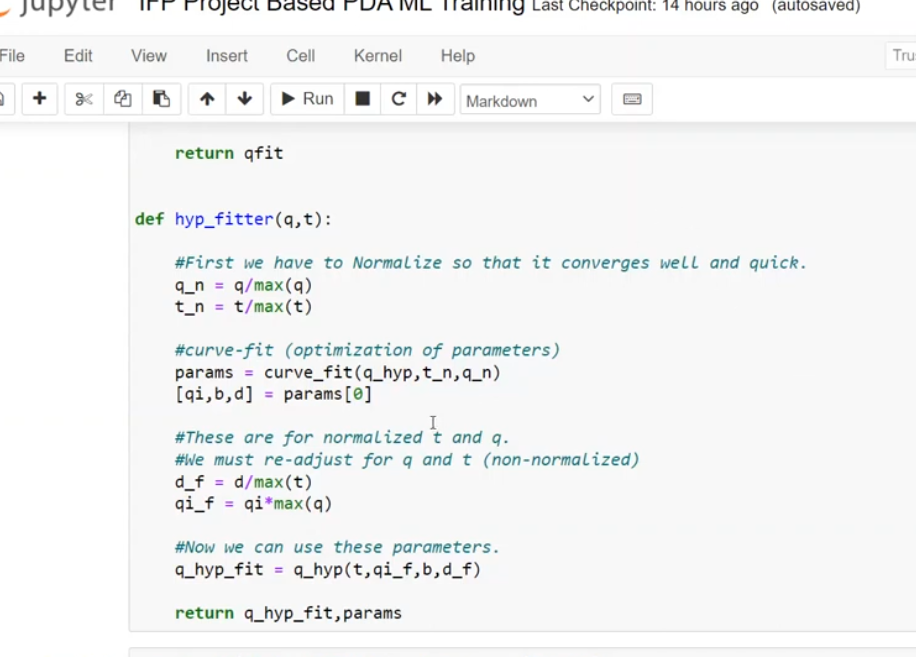 jupyter IFP Project Based PDA ML Training Last Checkpoint: 14 hours ago (autosaved)
File Edit View Insert Cell Kernel Help
Run Markdown
return qfit
def hyp_fitter(q,t):
#First we have to Normalize so that it converges well and quick.
q_n = q/max(q)
t_n = t/max(t)
#curve-fit (optimization of parameters)
params = curve_fit(q_hyp,t_n,q_n)
[qi,b,d] = params[0]
#These are for normalized t and q.
#We must re-adjust for q and t (non-normalized)
d_f = d/max(t)
qi_f = qi*max(q)
#Now we can use these parameters.
q_hyp_fit = q_hyp(t,qi_f,b,d_f)
return q_hyp_fit,params